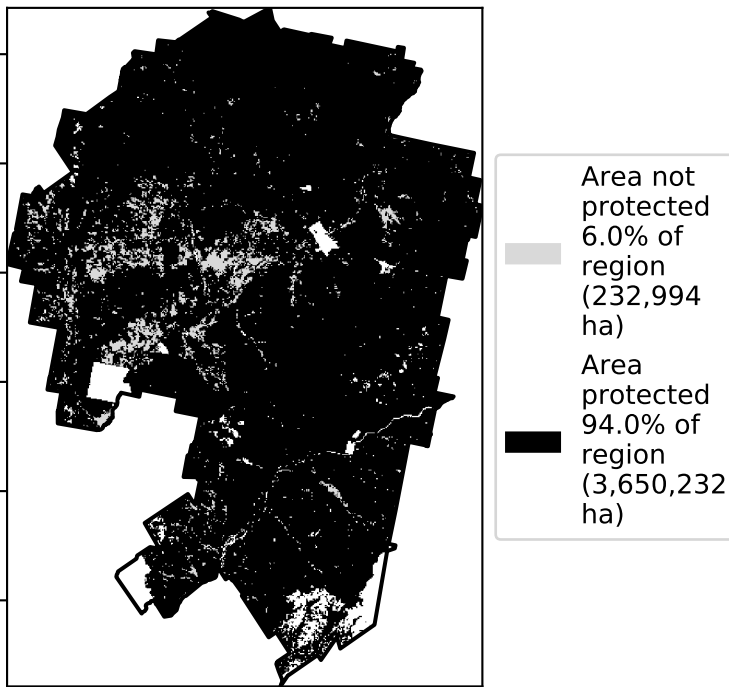 Area not
protected
6.0% of
region
(232,994
ha)
Area
protected
94.0% of
region
(3,650,232
ha)